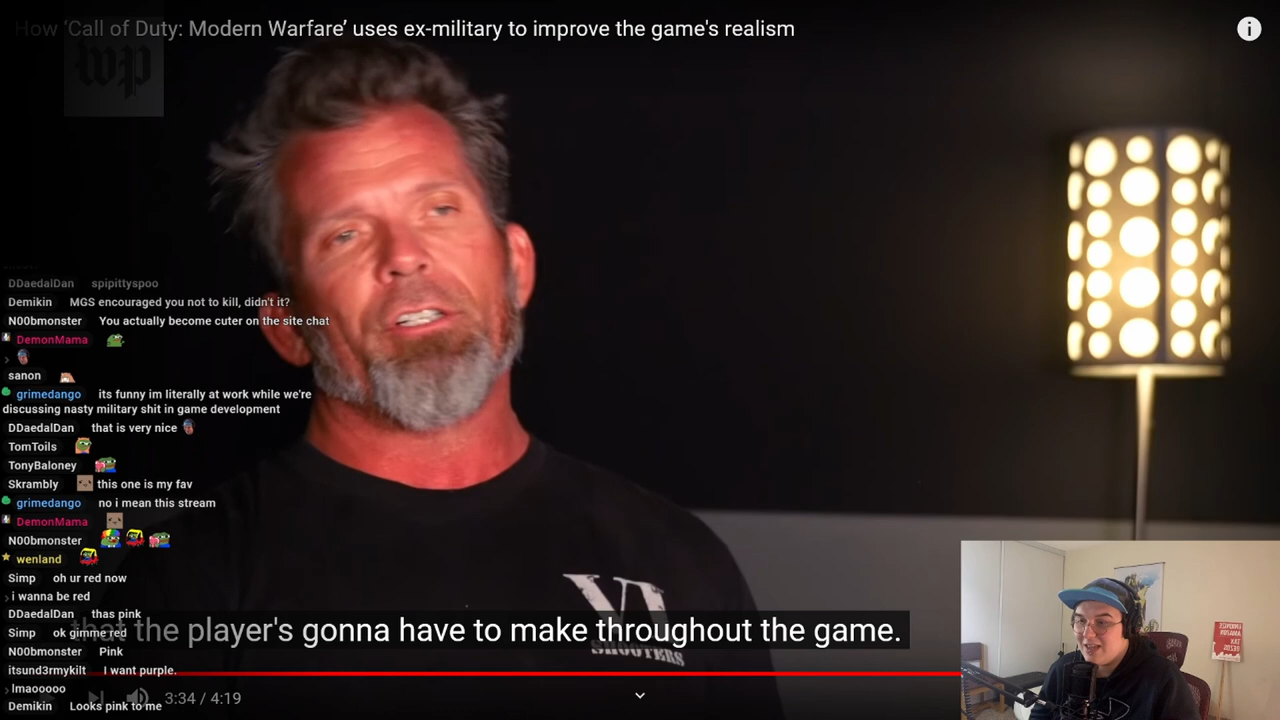 How ‘Call of Duty: Modern Warfare’ uses ex-military to improve the game's realism
wp
DDaedalDan spipittyspoo
Demikin MGS encouraged you not to kill, didn't it?
N00bmonster You actually become cuter on the site chat
DemonMama
sanon
grimedango its funny im literally at work while we're
discussing nasty military shit in game development
DDaedalDan that is very nice
TomToils
TonyBaloney
Skrambly this one is my fav
grimedango no i mean this stream
DemonMama
N00bmonster
wenland
Simp oh ur red now
i wanna be red
DDaedalDan thas pink
Simp ok gimme red
N00bmonster Pink
itsund3rmykilt I want purple.
lmaooooo
Demikin Looks pink to me
that the player's gonna have to make throughout the game.
VI
SHOOTERS
3:34 / 4:19